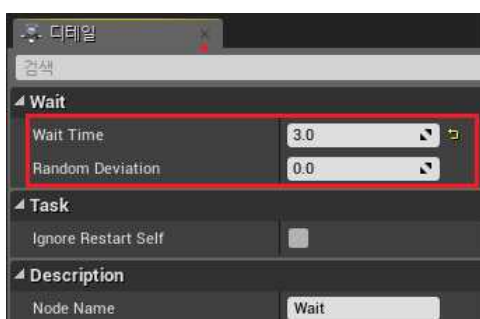 디테일
검색
Wait
Wait Time 3.0
Random Deviation 0.0
Task
Ignore Restart Self
Description
Node Name Wait